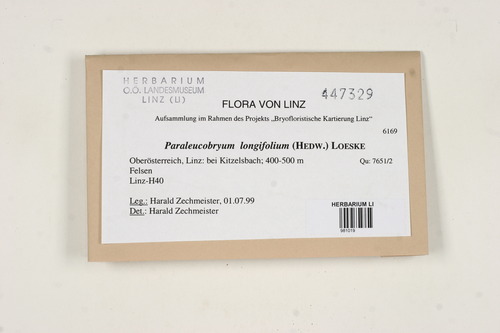 HERBARIUM
O.Ö. LANDESMUSEUM
LINZ (LI)
447329
FLORA VON LINZ
Aufsammlung im Rahmen des Projekts „Bryofloristische Kartierung Linz"
6169
Paraleucobryum longifolium (HEDW.) LOESKE
Oberösterreich, Linz: bei Kitzelsbach; 400-500 m Qu: 7651/2
Felsen
Linz-H40
Leg.: Harald Zechmeister, 01.07.99
Det.: Harald Zechmeister
HERBARIUM LI
981019